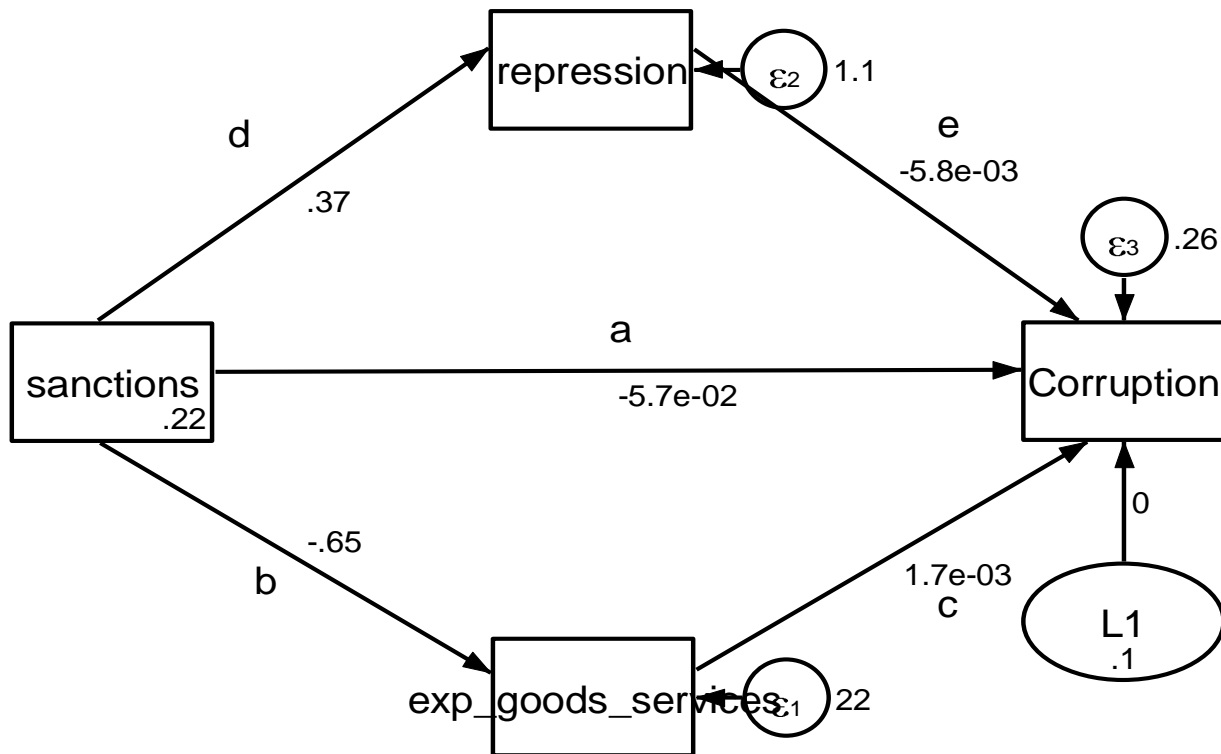 repression
ε2
1.1
d
e
.37
-5.8e-03
ε3
.26
a
sanctions
.22
-5.7e-02
Corruption
-.65
b
0
1.7e-03
c
L1
.1
exp_goods_services
ε1
22